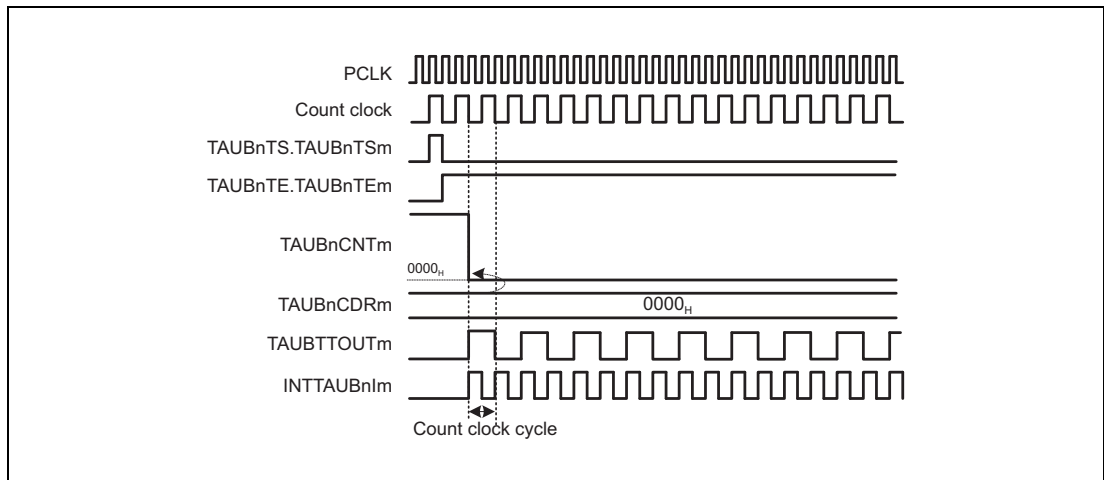 PCLK
Count clock
TAUBnTS.TAUBnTSm
TAUBnTE.TAUBnTEm
TAUBnCNTm
0000H
TAUBnCDRm
0000H
TAUBTTOUTm
INTTAUBnIm
Count clock cycle